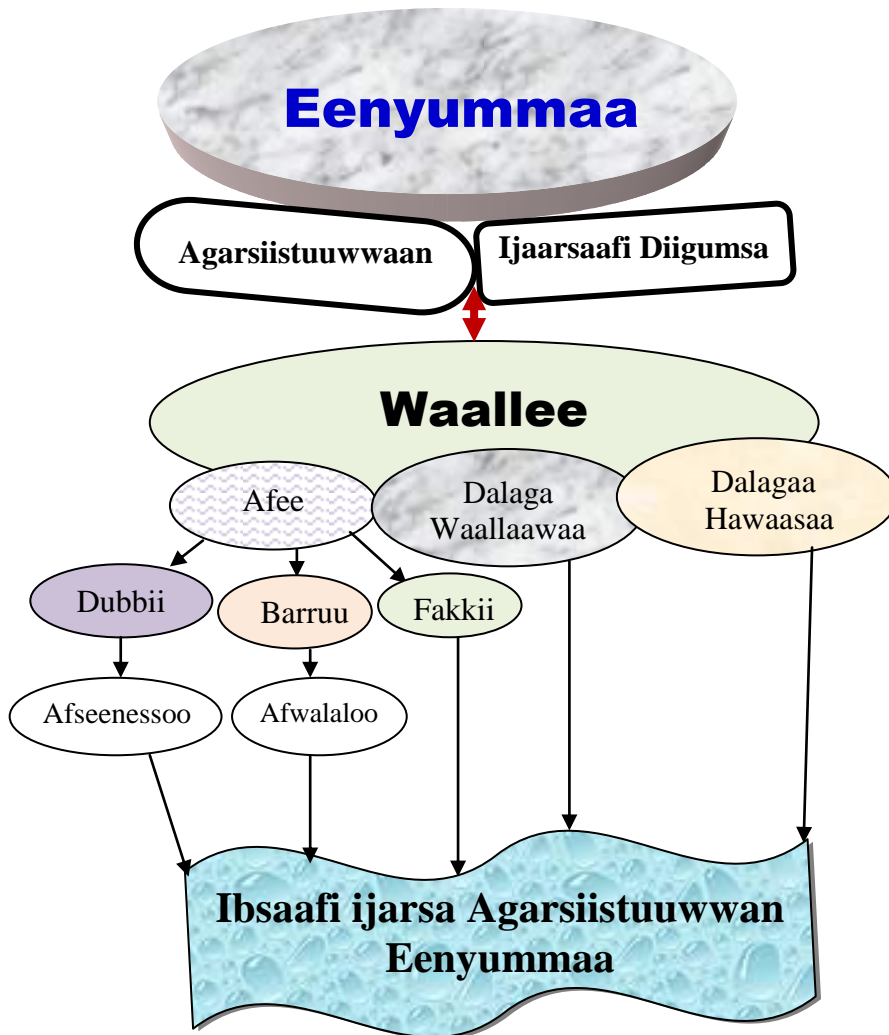 Eenyummaa
Agarsiistuuwwaan
Ijaarsaafi Diigumsa
Waallee
Afee
Dalaga
Waallaawaa
Dalagaa
Hawaasaa
Dubbii
Barruu
Fakkii
Afseenessoo
Afwalaloo
Ibsaafi ijarsa Agarsiistuuwwan
Eenyummaa